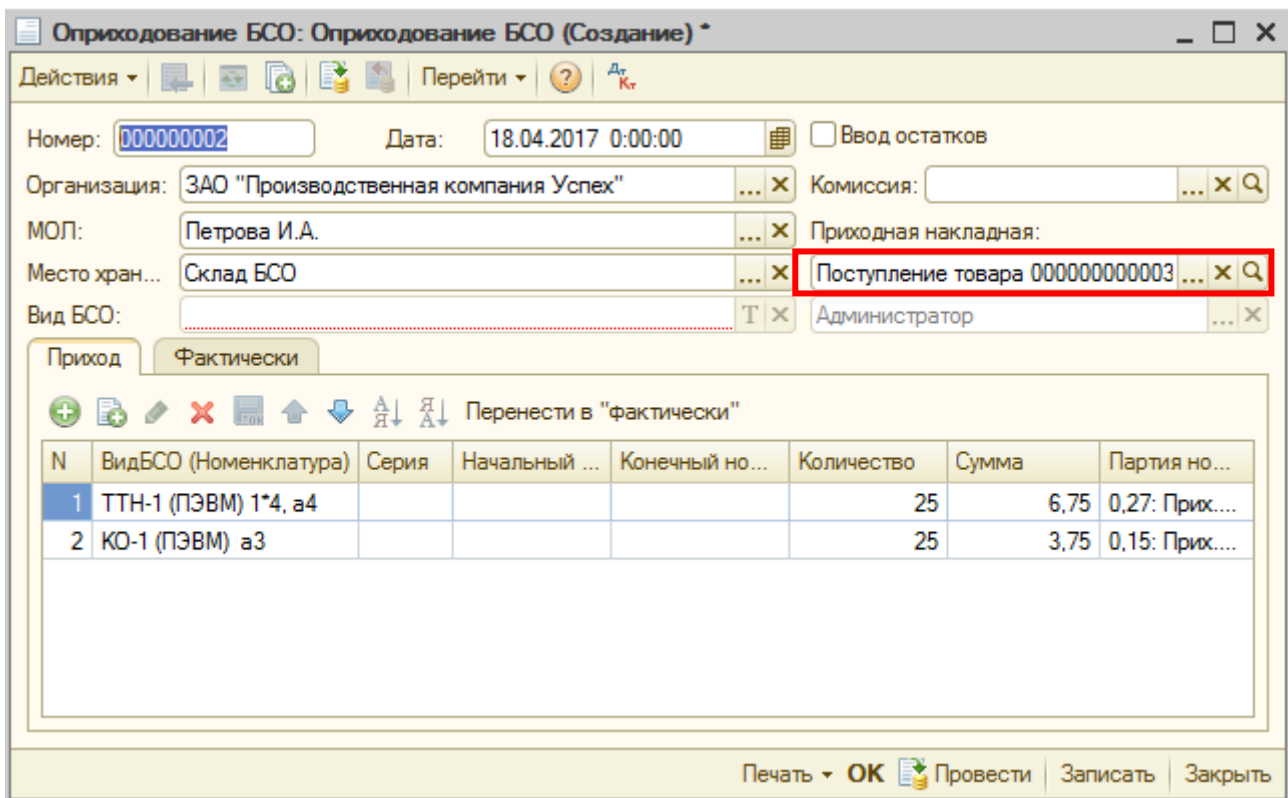 Оприходование БСО: Оприходование БСО (Создание) *
Действия Перейти Дт Кт
Номер: 000000002 Дата: 18.04.2017 0:00:00 Ввод остатков
Организация: ЗАО "Производственная компания Успех" ... Комиссия: ...
МОЛ: Петрова И.А. ... Приходная накладная:
Место хран... Склад БСО ... Поступление товара 000000000003 ...
Вид БСО: T Администратор ...
Приход Фактически
Перенести в "фактически"
N ВидБСО (Номенклатура) Серия Начальный ... Конечный но... Количество Сумма Партия но...
1 ТТН-1 (ПЭВМ) 1*4, а4 25 6,75 0,27: Прих....
2 КО-1 (ПЭВМ) а3 25 3,75 0,15: Прих....
Печать OK Провести Записать Закрыть